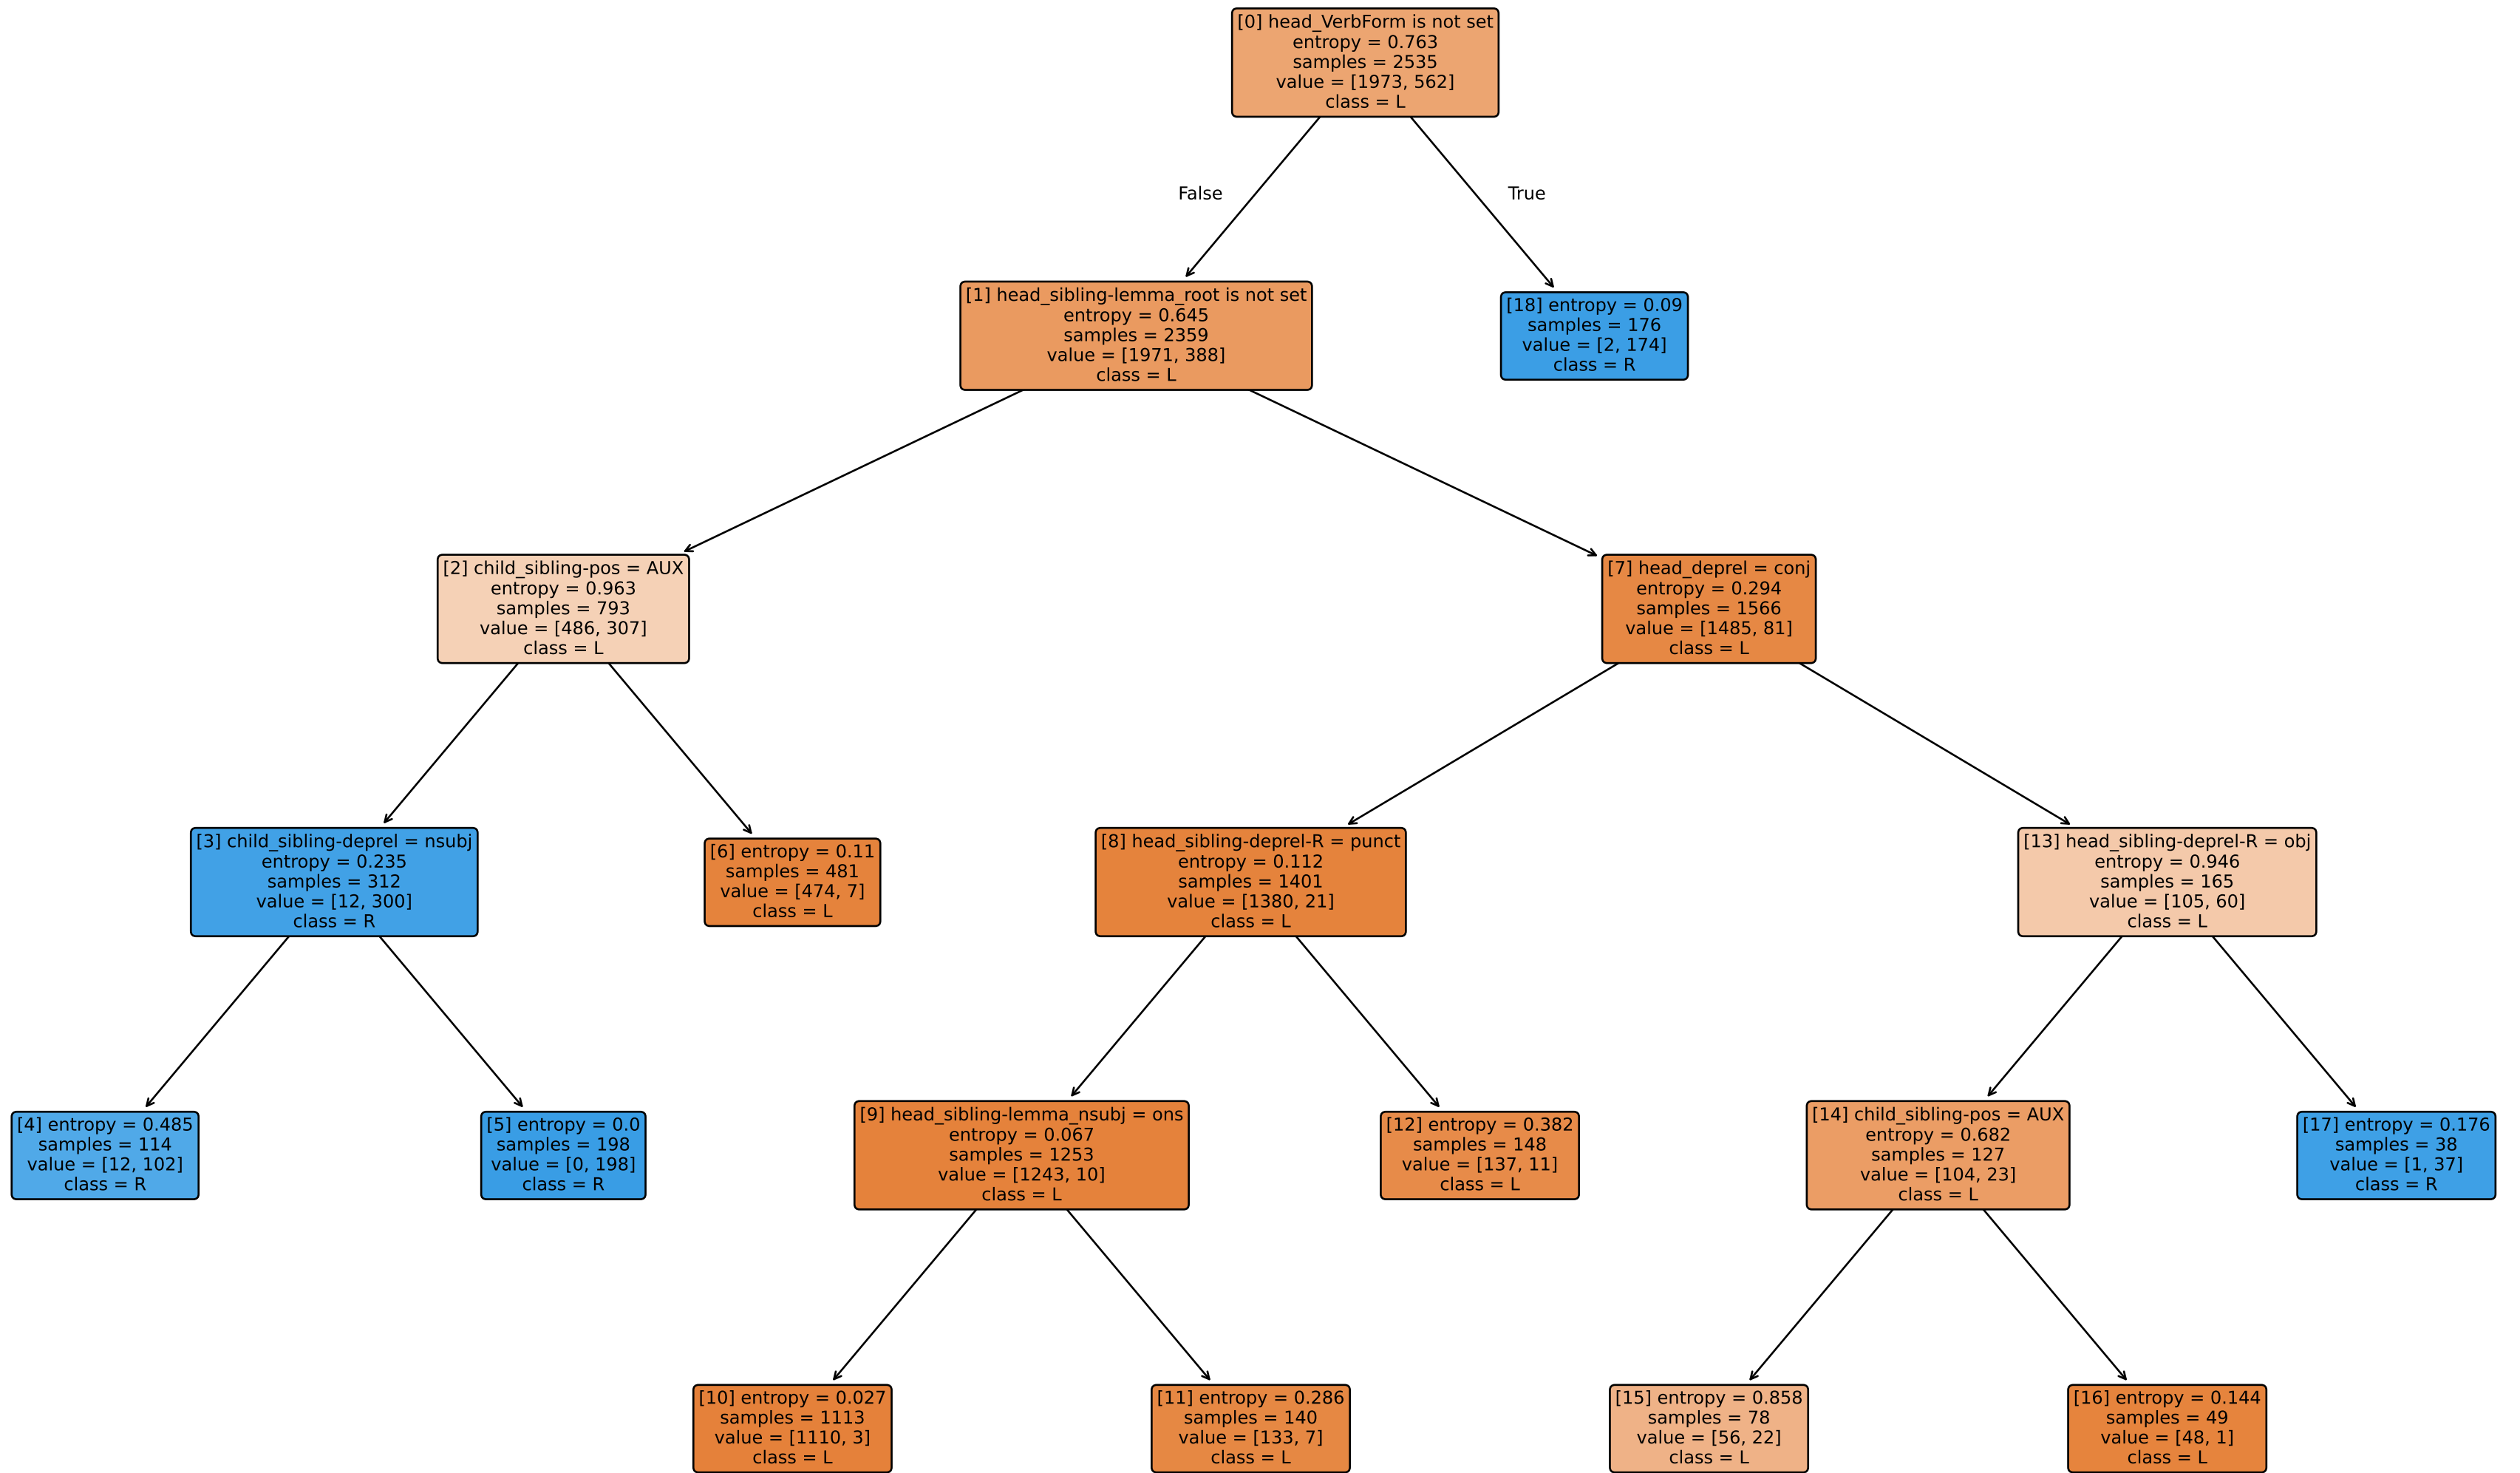 [0] head_VerbForm is not set
entropy = 0.763
samples = 2535
value = [1973, 562]
class = L
False
True
[1] head_sibling-lemma_root is not set
entropy = 0.645
samples = 2359
value = [1971, 388]
class = L
[18] entropy = 0.09
samples = 176
value = [2, 174]
class = R
[2] child_sibling-pos = AUX
entropy = 0.963
samples = 793
value = [486, 307]
class = L
[7] head_deprel = conj
entropy = 0.294
samples = 1566
value = [1485, 81]
class = L
[3] child_sibling-deprel = nsubj
entropy = 0.235
samples = 312
value = [12, 300]
class = R
[6] entropy = 0.11
samples = 481
value = [474, 7]
class = L
[8] head_sibling-deprel-R = punct
entropy = 0.112
samples = 1401
value = [1380, 21]
class = L
[13] head_sibling-deprel-R = obj
entropy = 0.946
samples = 165
value = [105, 60]
class = L
[4] entropy = 0.485
samples = 114
value = [12, 102]
class = R
[5] entropy = 0.0
samples = 198
value = [0, 198]
class = R
[9] head_sibling-lemma_nsubj = ons
entropy = 0.067
samples = 1253
value = [1243, 10]
class = L
[12] entropy = 0.382
samples = 148
value = [137, 11]
class = L
[14] child_sibling-pos = AUX
entropy = 0.682
samples = 127
value = [104, 23]
class = L
[17] entropy = 0.176
samples = 38
value = [1, 37]
class = R
[10] entropy = 0.027
samples = 1113
value = [1110, 3]
class = L
[11] entropy = 0.286
samples = 140
value = [133, 7]
class = L
[15] entropy = 0.858
samples = 78
value = [56, 22]
class = L
[16] entropy = 0.144
samples = 49
value = [48, 1]
class = L